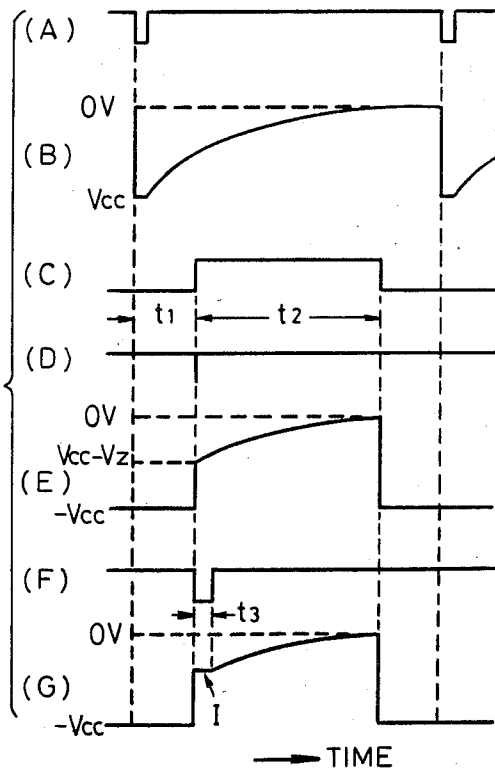 (A)
0V
(B)
Vcc
(C)
t1 t2
(D)
0V
Vcc-Vz
(E)
-Vcc
(F)
t3
0V
(G)
I
-Vcc
TIME